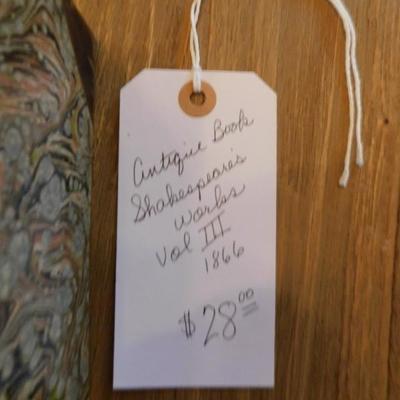 Antique Book
Shakespeare's
Works
Vol III
1866
$28.00